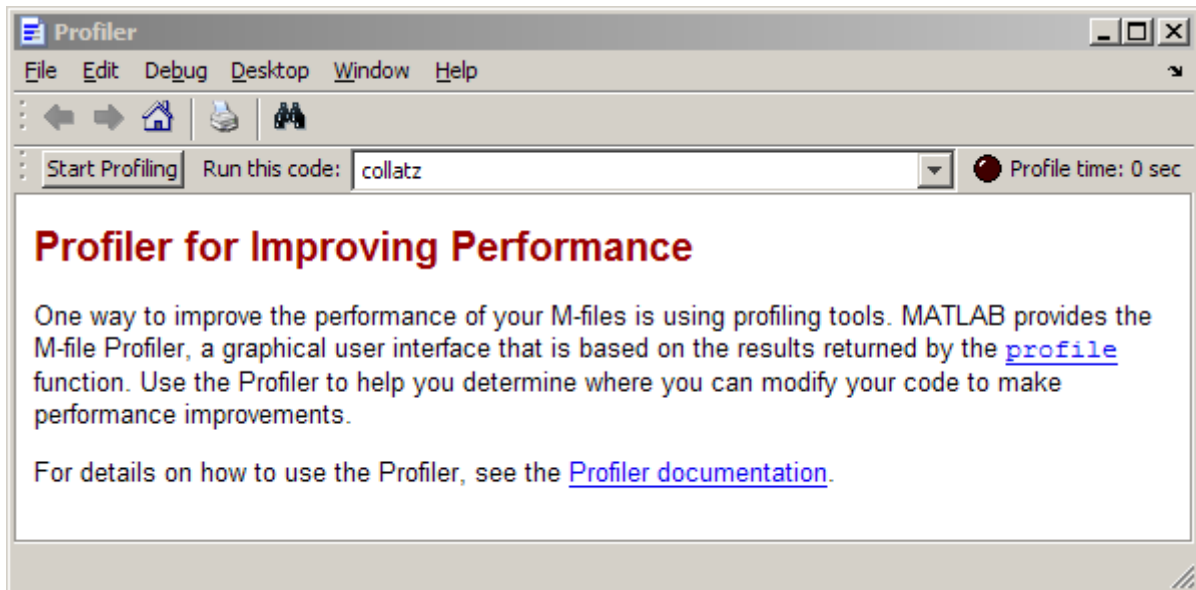 Profiler
File Edit Debug Desktop Window Help
Start Profiling Run this code: collatz Profile time: 0 sec
Profiler for Improving Performance
One way to improve the performance of your M-files is using profiling tools. MATLAB provides the
M-file Profiler, a graphical user interface that is based on the results returned by the profile
function. Use the Profiler to help you determine where you can modify your code to make
performance improvements.
For details on how to use the Profiler, see the Profiler documentation.